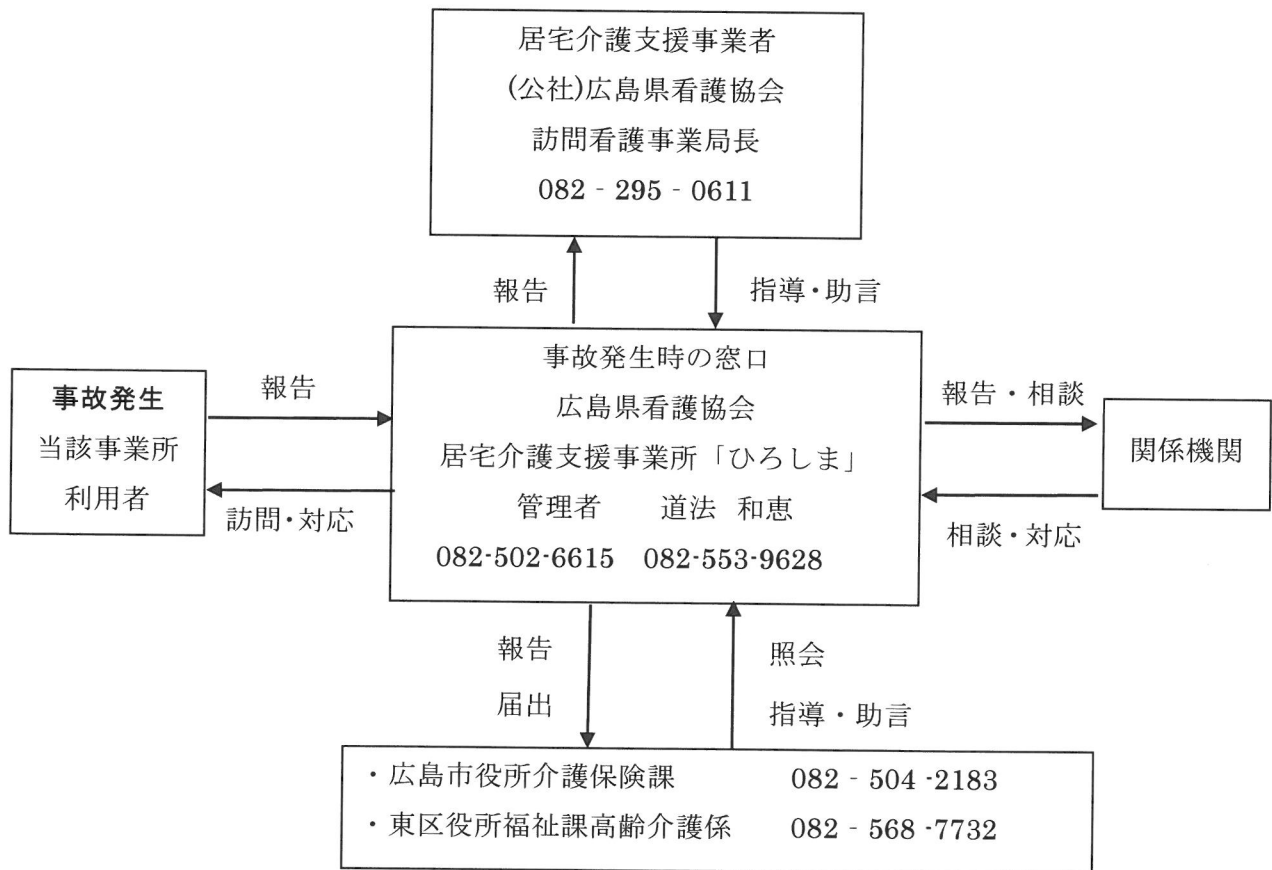 居宅介護支援事業者
(公社)広島県看護協会
訪問看護事業局長
082 - 295 - 0611
報告
指導・助言
事故発生
当該事業所
利用者
報告
訪問・対応
事故発生時の窓口
広島県看護協会
居宅介護支援事業所「ひろしま」
管理者 道法 和恵
082-502-6615 082-553-9628
報告・相談
相談・対応
関係機関
報告
届出
照会
指導・助言
・広島市役所介護保険課 082 - 504 -2183
・東区役所福祉課高齢介護係 082 - 568 -7732